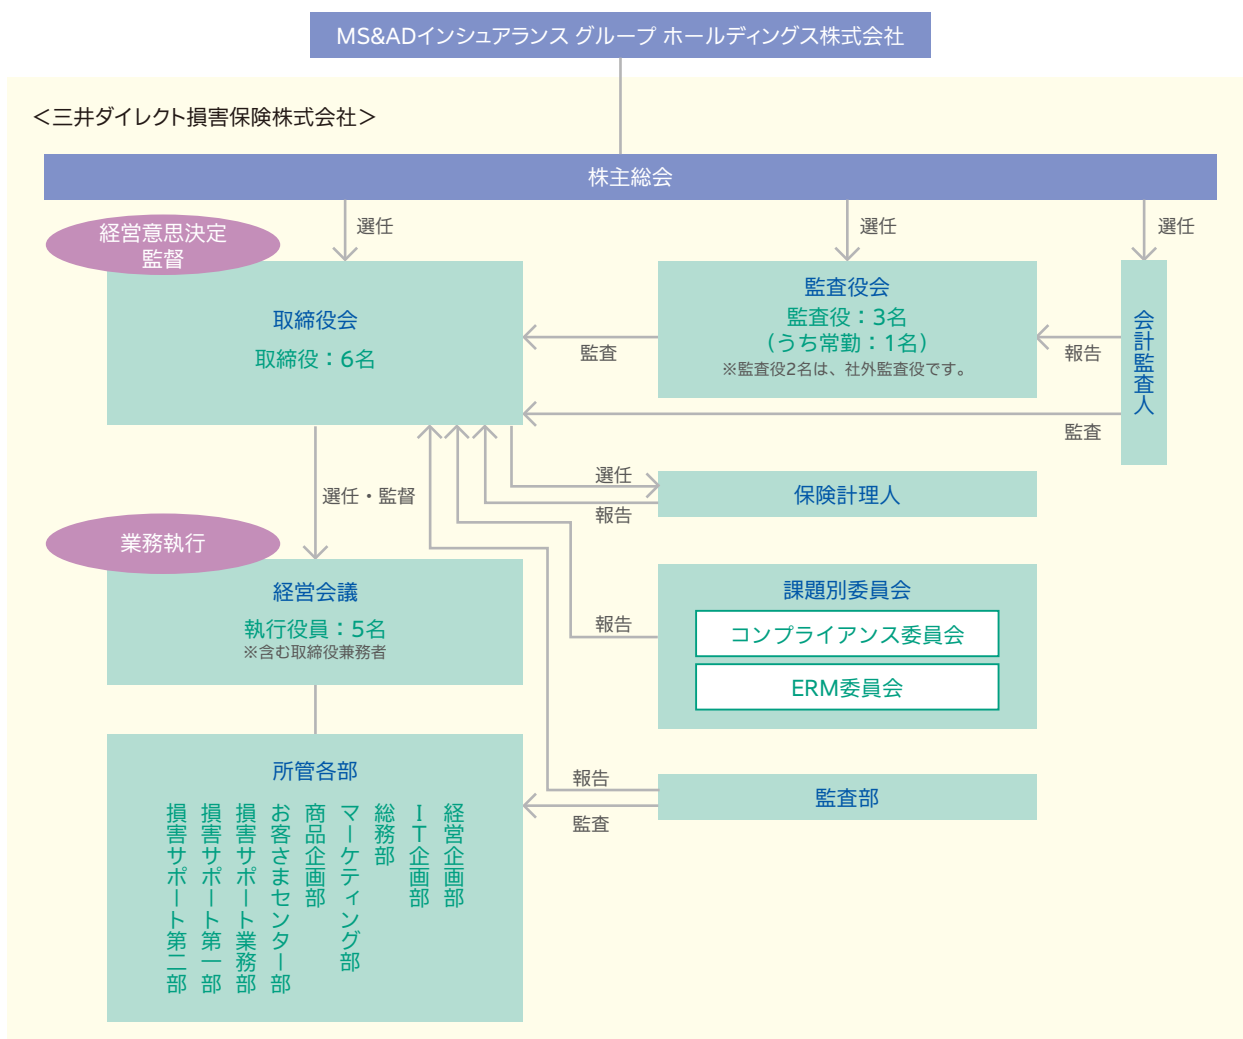 MS&ADインシュアランス グループ ホールディングス株式会社
＜三井ダイレクト損害保険株式会社＞
株主総会
選任
選任
選任
経営意思決定
監督
取締役会
取締役：6名
監査
監査役会
監査役：3名
（うち常勤：1名）
※監査役2名は、社外監査役です。
報告
会計監査人
監査
選任・監督
選任
報告
保険計理人
業務執行
経営会議
執行役員：5名
※含む取締役兼務者
報告
課題別委員会
コンプライアンス委員会
ERM委員会
所管各部
経営企画部
IT企画部
総務部
マーケティング部
商品企画部
お客さまセンター部
損害サポート業務部
損害サポート第一部
損害サポート第二部
報告
監査
監査部